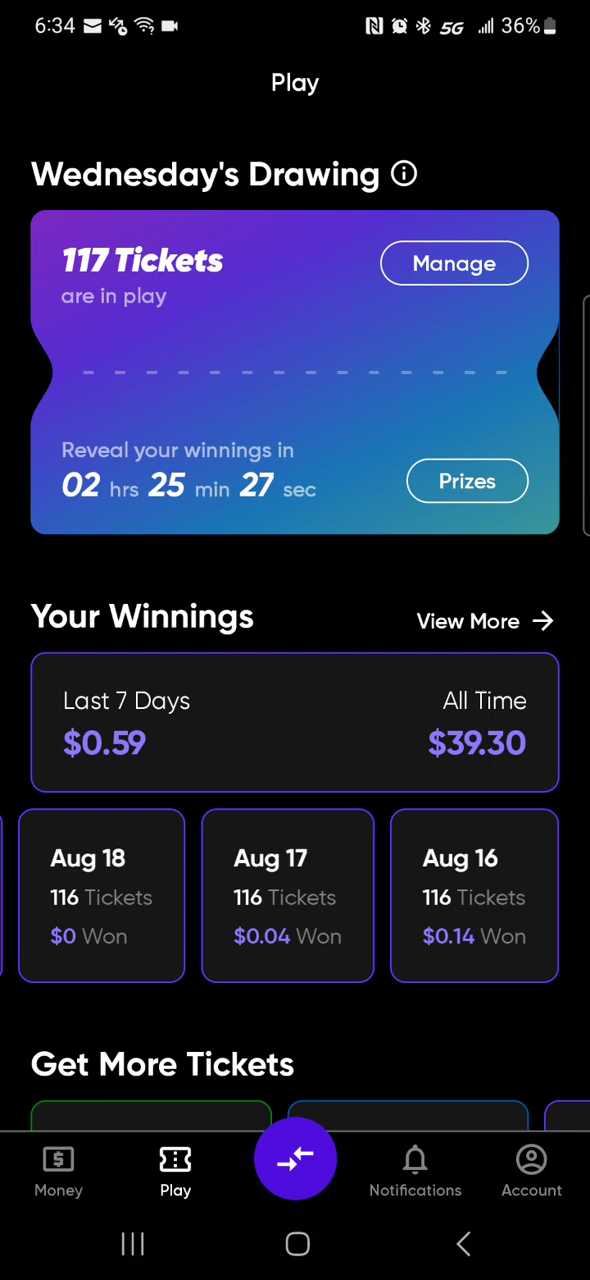 6:34 5G 36%
Play
Wednesday's Drawing
117 Tickets
Manage
are in play
Reveal your winnings in
02 hrs 25 min 27 sec
Prizes
Your Winnings
View More
Last 7 Days
All Time
$0.59
$39.30
Aug 18
116 Tickets
$0 Won
Aug 17
116 Tickets
$0.04 Won
Aug 16
116 Tickets
$0.14 Won
Get More Tickets
Money
Play
Notifications
Account